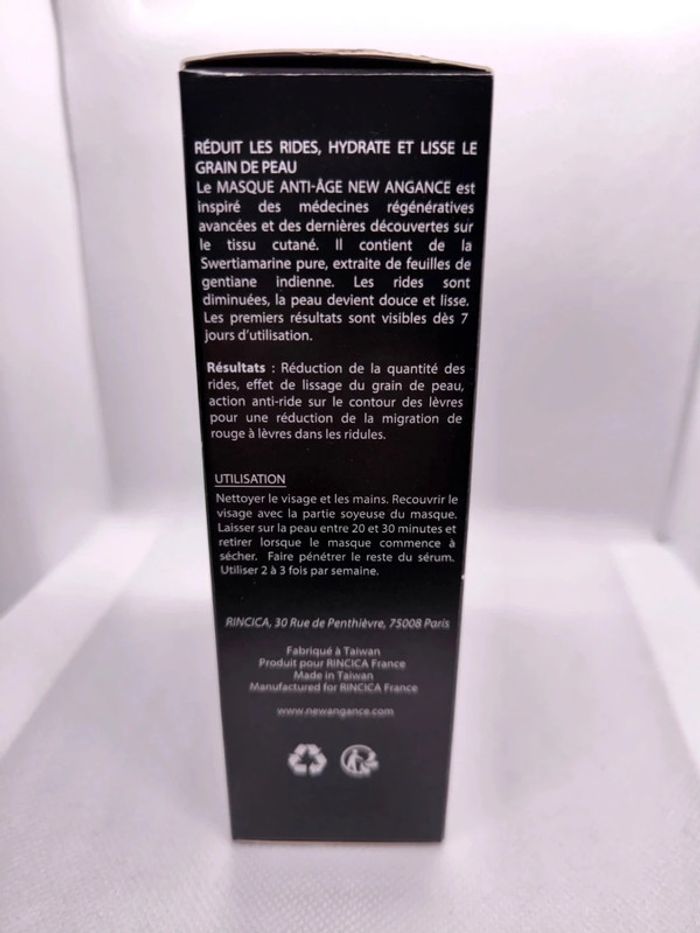 RÉDUIT LES RIDES, HYDRATE ET LISSE LE
GRAIN DE PEAU
Le MASQUE ANTI-ÂGE NEW ANGANCE est
inspiré des médecines régénératives
avancées et des dernières découvertes sur
le tissu cutané. Il contient de la
Swertiamarine pure, extraite de feuilles de
gentiane indienne. Les rides sont
diminuées, la peau devient douce et lisse.
Les premiers résultats sont visibles dès 7
jours d'utilisation.
Résultats : Réduction de la quantité des
rides, effet de lissage du grain de peau,
action anti-ride sur le contour des lèvres
pour une réduction de la migration de
rouge à lèvres dans les ridules.
UTILISATION
Nettoyer le visage et les mains. Recouvrir le
visage avec la partie soyeuse du masque.
Laisser sur la peau entre 20 et 30 minutes et
retirer lorsque le masque commence à
sécher. Faire pénétrer le reste du sérum.
Utiliser 2 à 3 fois par semaine.
RINCICA, 30 Rue de Penthièvre, 75008 Paris
Fabriqué à Taiwan
Produit pour RINCICA France
Made in Taiwan
Manufactured for RINCICA France
www.newangance.com